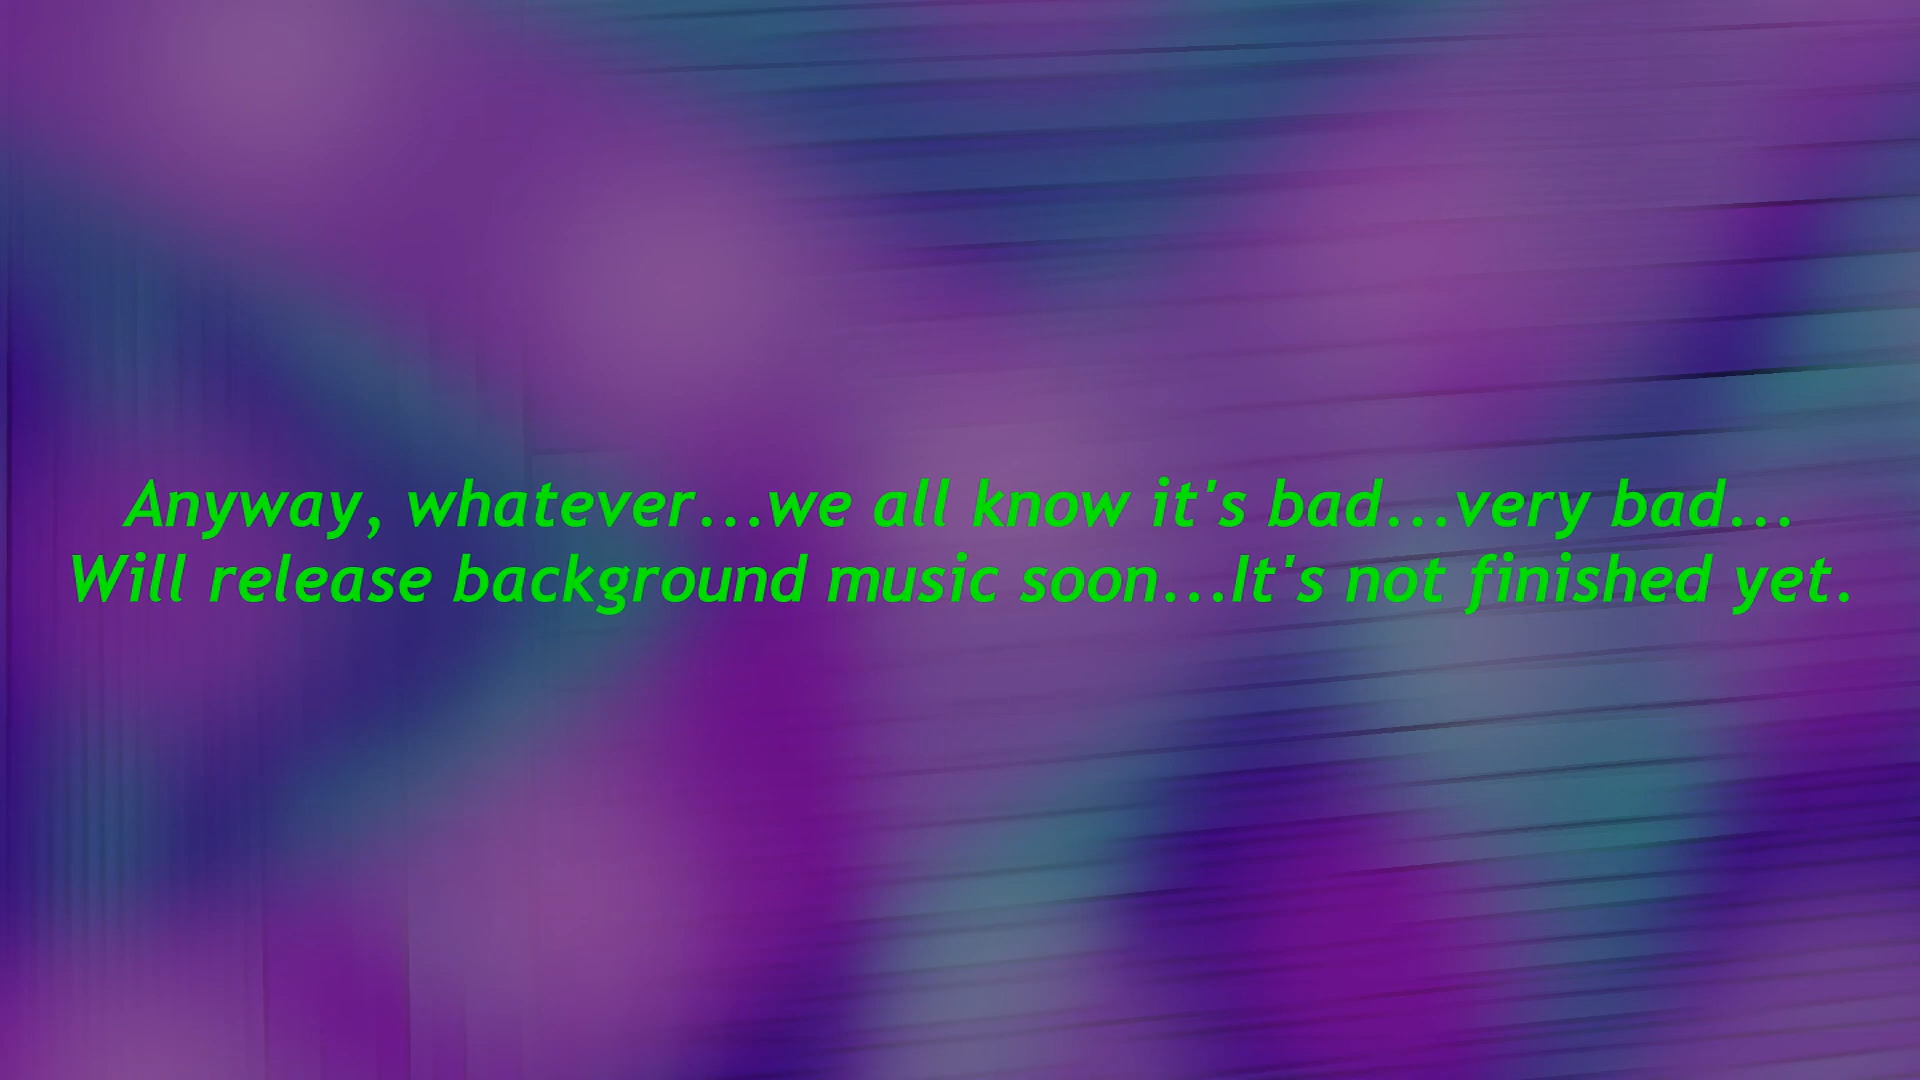 Anyway, whatever...we all know it's bad...very bad...
Will release background music soon...It's not finished yet.